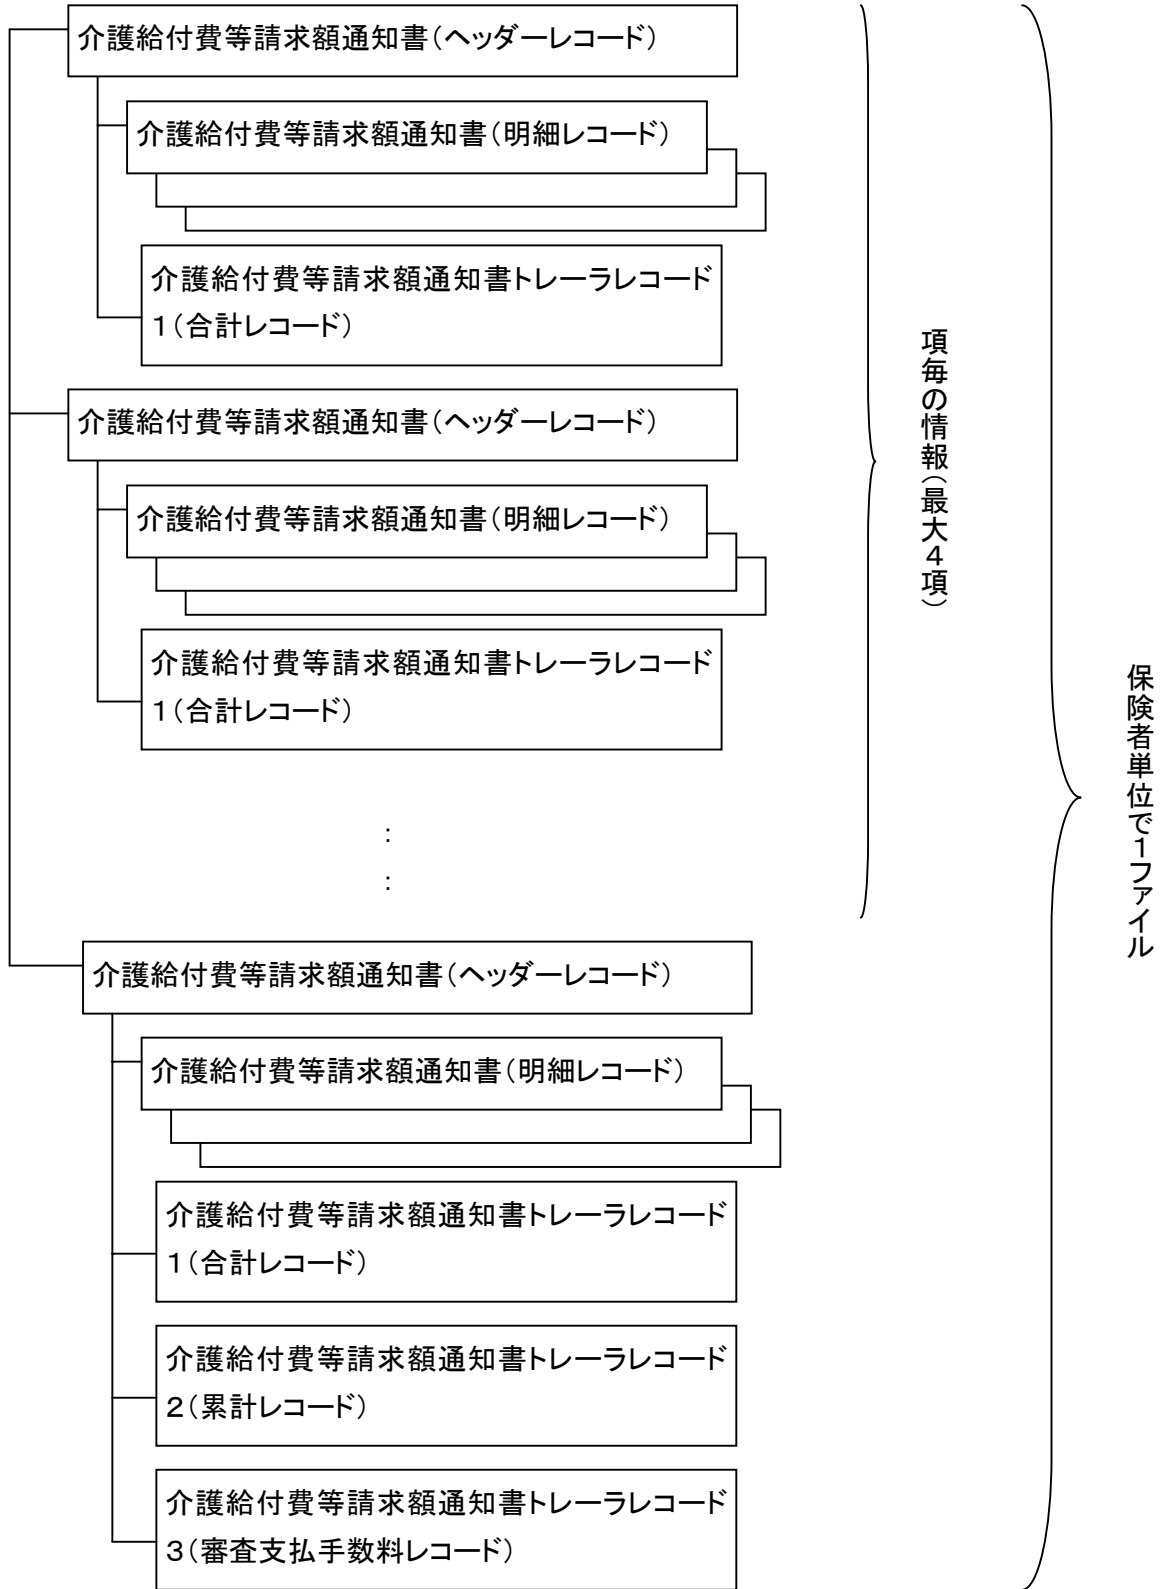 介護給付費等請求額通知書（ヘッダーレコード）
介護給付費等請求額通知書（明細レコード）
介護給付費等請求額通知書トレーラレコード
１（合計レコード）
介護給付費等請求額通知書（ヘッダーレコード）
介護給付費等請求額通知書（明細レコード）
介護給付費等請求額通知書トレーラレコード
１（合計レコード）
：
：
介護給付費等請求額通知書（ヘッダーレコード）
介護給付費等請求額通知書（明細レコード）
介護給付費等請求額通知書トレーラレコード
１（合計レコード）
介護給付費等請求額通知書トレーラレコード
２（累計レコード）
介護給付費等請求額通知書トレーラレコード
３（審査支払手数料レコード）
項毎の情報（最大４項）
保険者単位で１ファイル